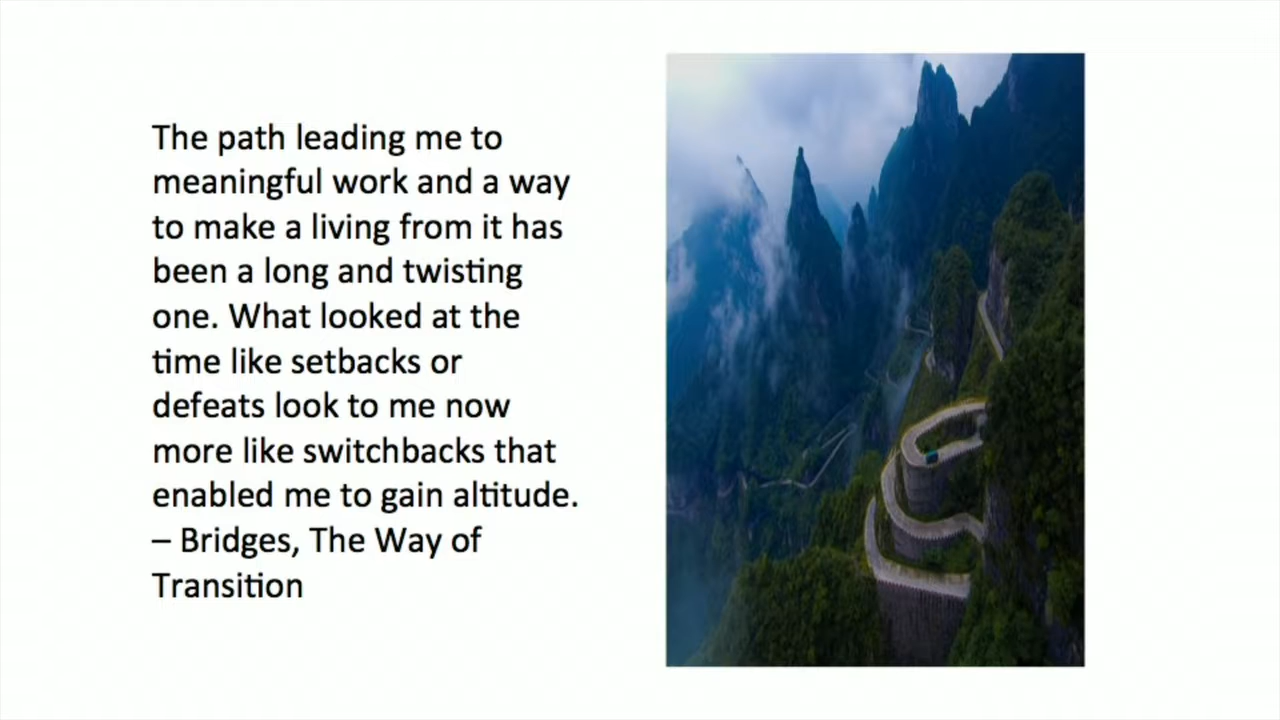 The path leading me to
meaningful work and a way
to make a living from it has
been a long and twisting
one. What looked at the
time like setbacks or
defeats look to me now
more like switchbacks that
enabled me to gain altitude.
– Bridges, The Way of
Transition